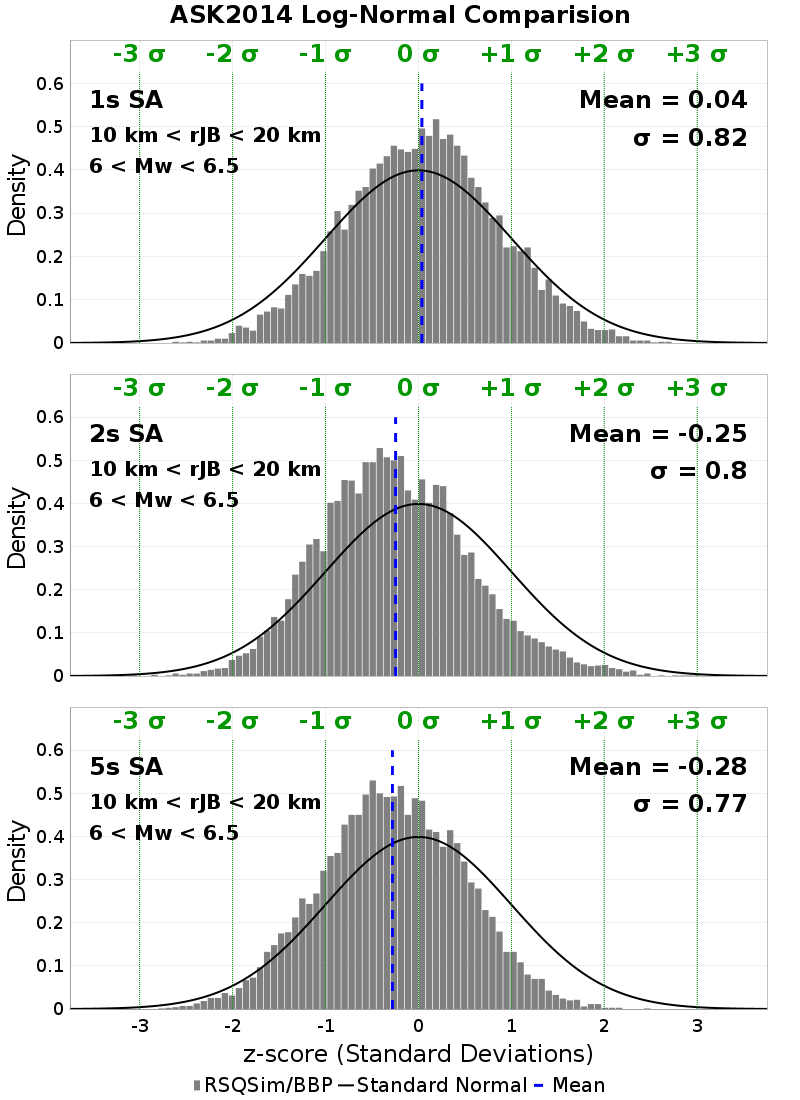 ASK2014 Log-Normal Comparision
-3 σ -2 σ -1 σ 0 σ +1 σ +2 σ +3 σ
0.6
1s SA
Mean = 0.04
0.5
10 km < rJB < 20 km
σ = 0.82
6 < Mw < 6.5
0.4
Density
0.3
0.2
0.1
0
-3 σ -2 σ -1 σ 0 σ +1 σ +2 σ +3 σ
0.6
2s SA
Mean = -0.25
0.5
10 km < rJB < 20 km
σ = 0.8
6 < Mw < 6.5
0.4
Density
0.3
0.2
0.1
0
-3 σ -2 σ -1 σ 0 σ +1 σ +2 σ +3 σ
0.6
5s SA
Mean = -0.28
0.5
10 km < rJB < 20 km
σ = 0.77
6 < Mw < 6.5
0.4
Density
0.3
0.2
0.1
0
-3 -2 -1 0 1 2 3
z-score (Standard Deviations)
RSQSim/BBP Standard Normal Mean